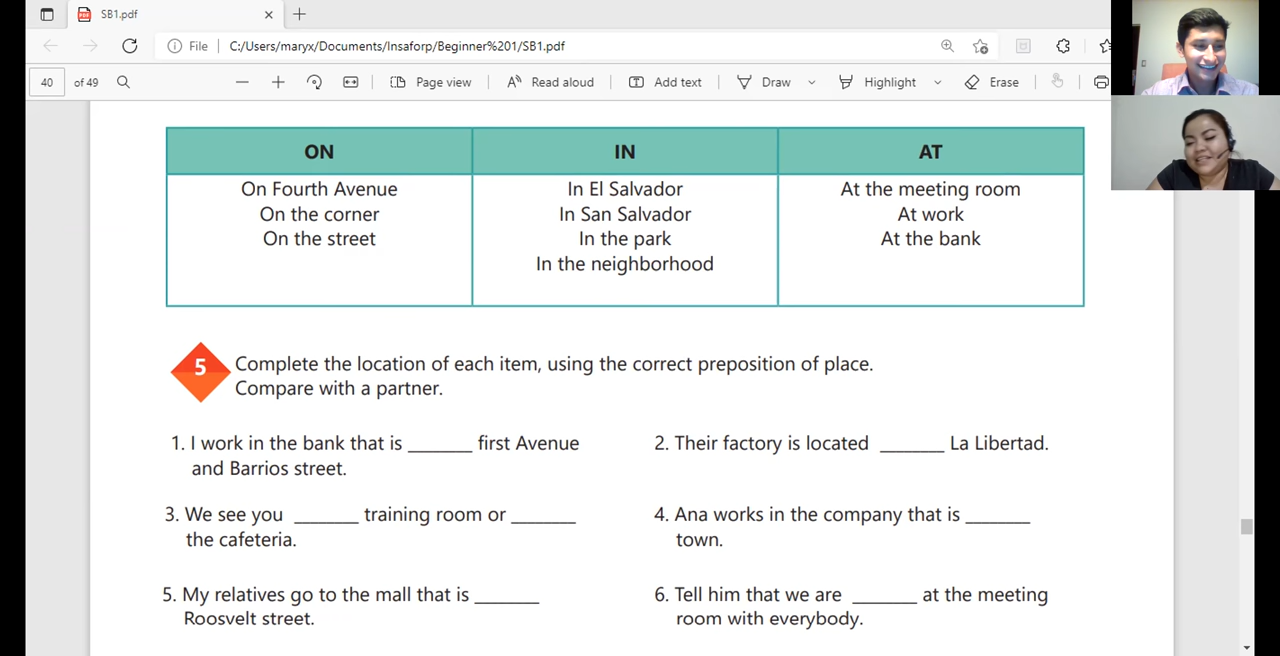 SB1.pdf
File C:/Users/maryx/Documents/Insaforp/Beginner%201/SB1.pdf
40 of 49 Page view Read aloud Add text Draw Highlight Erase
ON IN AT
On Fourth Avenue In El Salvador At the meeting room
On the corner In San Salvador At work
On the street In the park At the bank
In the neighborhood
5 Complete the location of each item, using the correct preposition of place.
Compare with a partner.
1. I work in the bank that is _______ first Avenue
and Barrios street.
2. Their factory is located _______ La Libertad.
3. We see you _______ training room or _______
the cafeteria.
4. Ana works in the company that is _______
town.
5. My relatives go to the mall that is _______
Roosvelt street.
6. Tell him that we are _______ at the meeting
room with everybody.